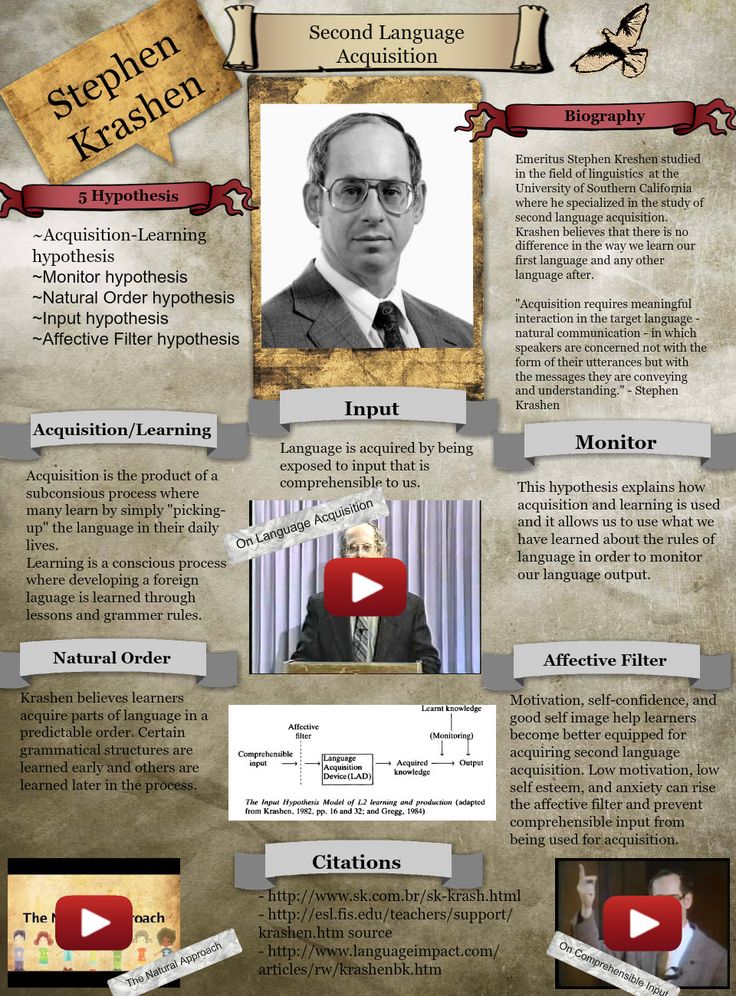 Second Language
Acquisition
Stephen
Krashen
5 Hypothesis
~Acquisition-Learning
hypothesis
~Monitor hypothesis
~Natural Order hypothesis
~Input hypothesis
~Affective Filter hypothesis
Biography
Emeritus Stephen Kreshen studied
in the field of linguistics at the
University of Southern California
where he specialized in the study of
second language acquisition.
Krashen believes that there is no
difference in the way we learn our
first language and any other
language after.
"Acquisition requires meaningful
interaction in the target language -
natural communication - in which
speakers are concerned not with the
form of their utterances but with
the messages they are conveying
and understanding." - Stephen
Krashen
Acquisition/Learning
Acquisition is the product of a
subconsious process where
many learn by simply "picking-
up" the language in their daily
lives.
Learning is a conscious process
where developing a foreign
laguage is learned through
lessons and grammer rules.
Input
Language is acquired by being
exposed to input that is
comprehensible to us.
On Language Acquisition
Monitor
This hypothesis explains how
acquisition and learning is used
and it allows us to use what we
have learned about the rules of
language in order to monitor
our language output.
Natural Order
Krashen believes learners
acquire parts of language in a
predictable order. Certain
grammatical structures are
learned early and others are
learned later in the process.
Learnt knowledge
Affective
filter
(Monitoring)
Comprehensible
input
Language
Acquisition
Device (LAD)
Acquired
knowledge
Output
The Input Hypothesis Model of L2 learning and production (adapted
from Krashen, 1982, pp. 16 and 32; and Gregg, 1984)
Affective Filter
Motivation, self-confidence, and
good self image help learners
become better equipped for
acquiring second language
acquisition. Low motivation, low
self esteem, and anxiety can rise
the affective filter and prevent
comprehensible input from
being used for acquisition.
The N roach
The Natural Approach
Citations
- http://www.sk.com.br/sk-krash.html
- http://esl.fis.edu/teachers/support/
krashen.htm source
- http://www.languageimpact.com/
articles/rw/krashenbk.htm
On Comprehensible Input